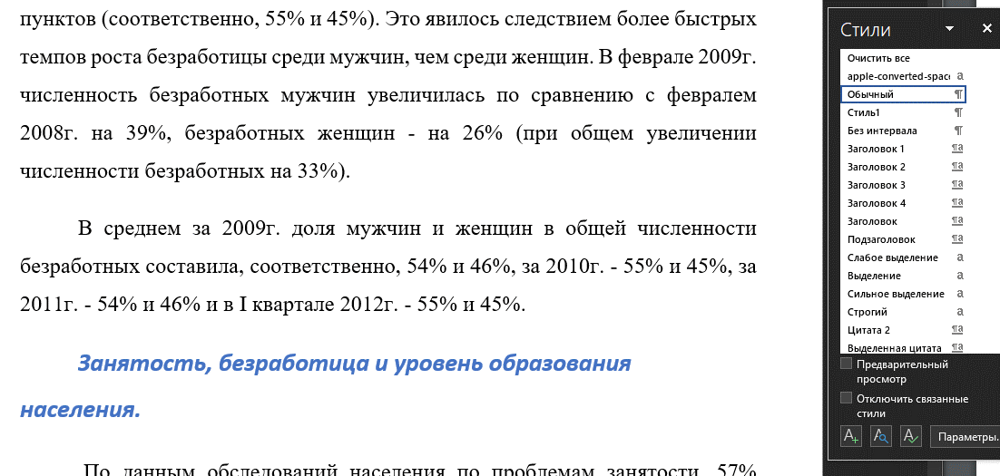 пунктов (соответственно, 55% и 45%). Это явилось следствием более быстрых
темпов роста безработицы среди мужчин, чем среди женщин. В феврале 2009г.
численность безработных мужчин увеличилась по сравнению с февралем
2008г. на 39%, безработных женщин - на 26% (при общем увеличении
численности безработных на 33%).
В среднем за 2009г. доля мужчин и женщин в общей численности
безработных составила, соответственно, 54% и 46%, за 2010г. - 55% и 45%, за
2011г. - 54% и 46% и в I квартале 2012г. - 55% и 45%.
Занятость, безработица и уровень образования
населения.
По данным обследований населения по проблемам занятости, 57%
Стили
Очистить все
apple-converted-space a
Обычный ¶
Стиль1 ¶
Без интервала ¶
Заголовок 1 ¶a
Заголовок 2 ¶a
Заголовок 3 ¶a
Заголовок 4 ¶a
Заголовок ¶a
Подзаголовок ¶a
Слабое выделение a
Выделение a
Сильное выделение a
Строгий a
Цитата 2 ¶a
Выделенная цитата ¶a
Предварительный
просмотр
Отключить связанные
стили
Параметры...